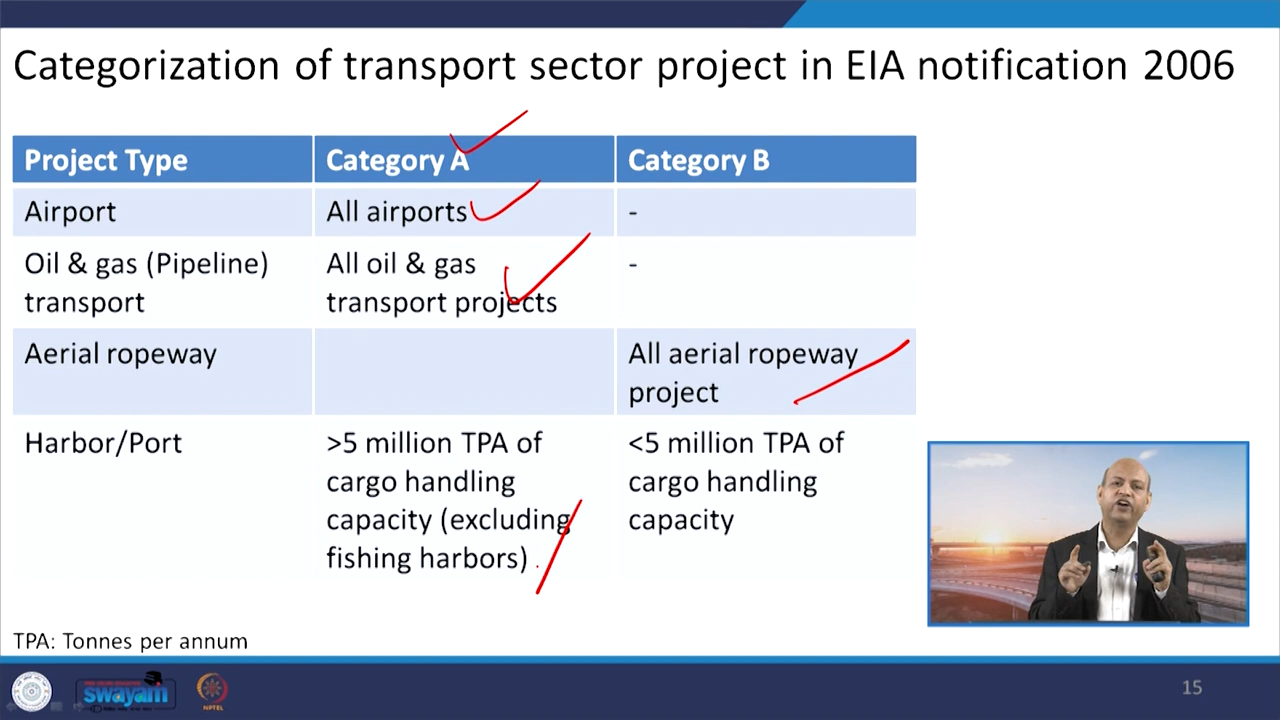 Categorization of transport sector project in EIA notification 2006
Project Type Category A Category B
Airport All airports -
Oil & gas (Pipeline) All oil & gas -
transport transport projects
Aerial ropeway All aerial ropeway
project
Harbor/Port >5 million TPA of <5 million TPA of
cargo handling cargo handling
capacity (excluding capacity
fishing harbors)
TPA: Tonnes per annum
swayam NPTEL 15